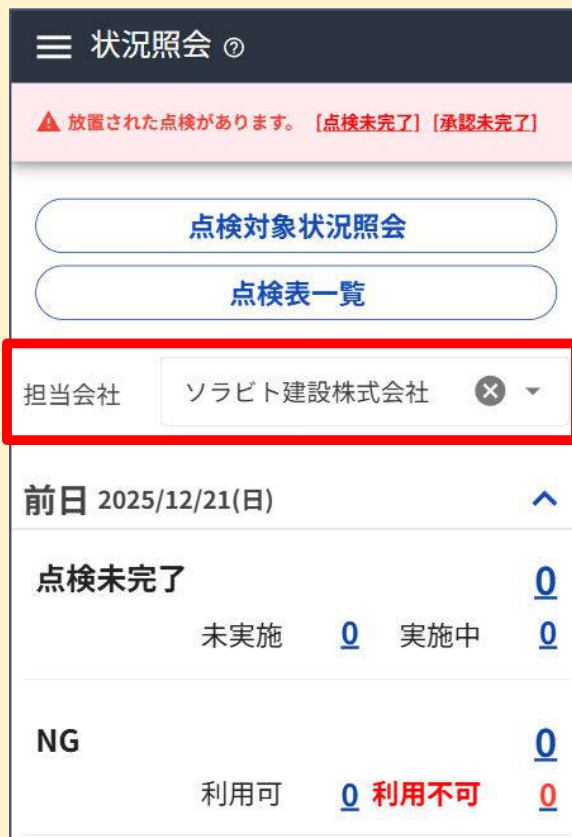 状況照会
放置された点検があります。 [点検未完了] [承認未完了]
点検対象状況照会
点検表一覧
担当会社 ソラビト建設株式会社
前日 2025/12/21(日)
点検未完了 0
未実施 0 実施中 0
NG 0
利用可 0 利用不可 0